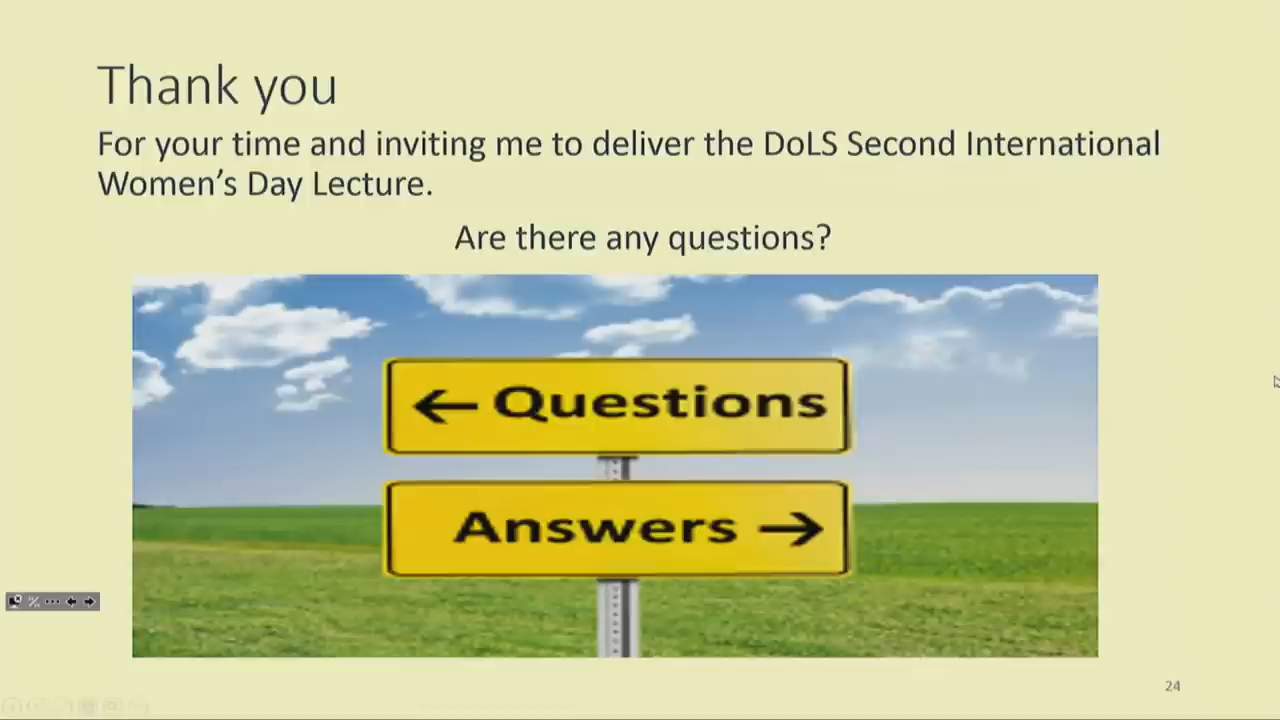 Thank you
For your time and inviting me to deliver the DoLS Second International
Women's Day Lecture.
Are there any questions?
← Questions
Answers →
24